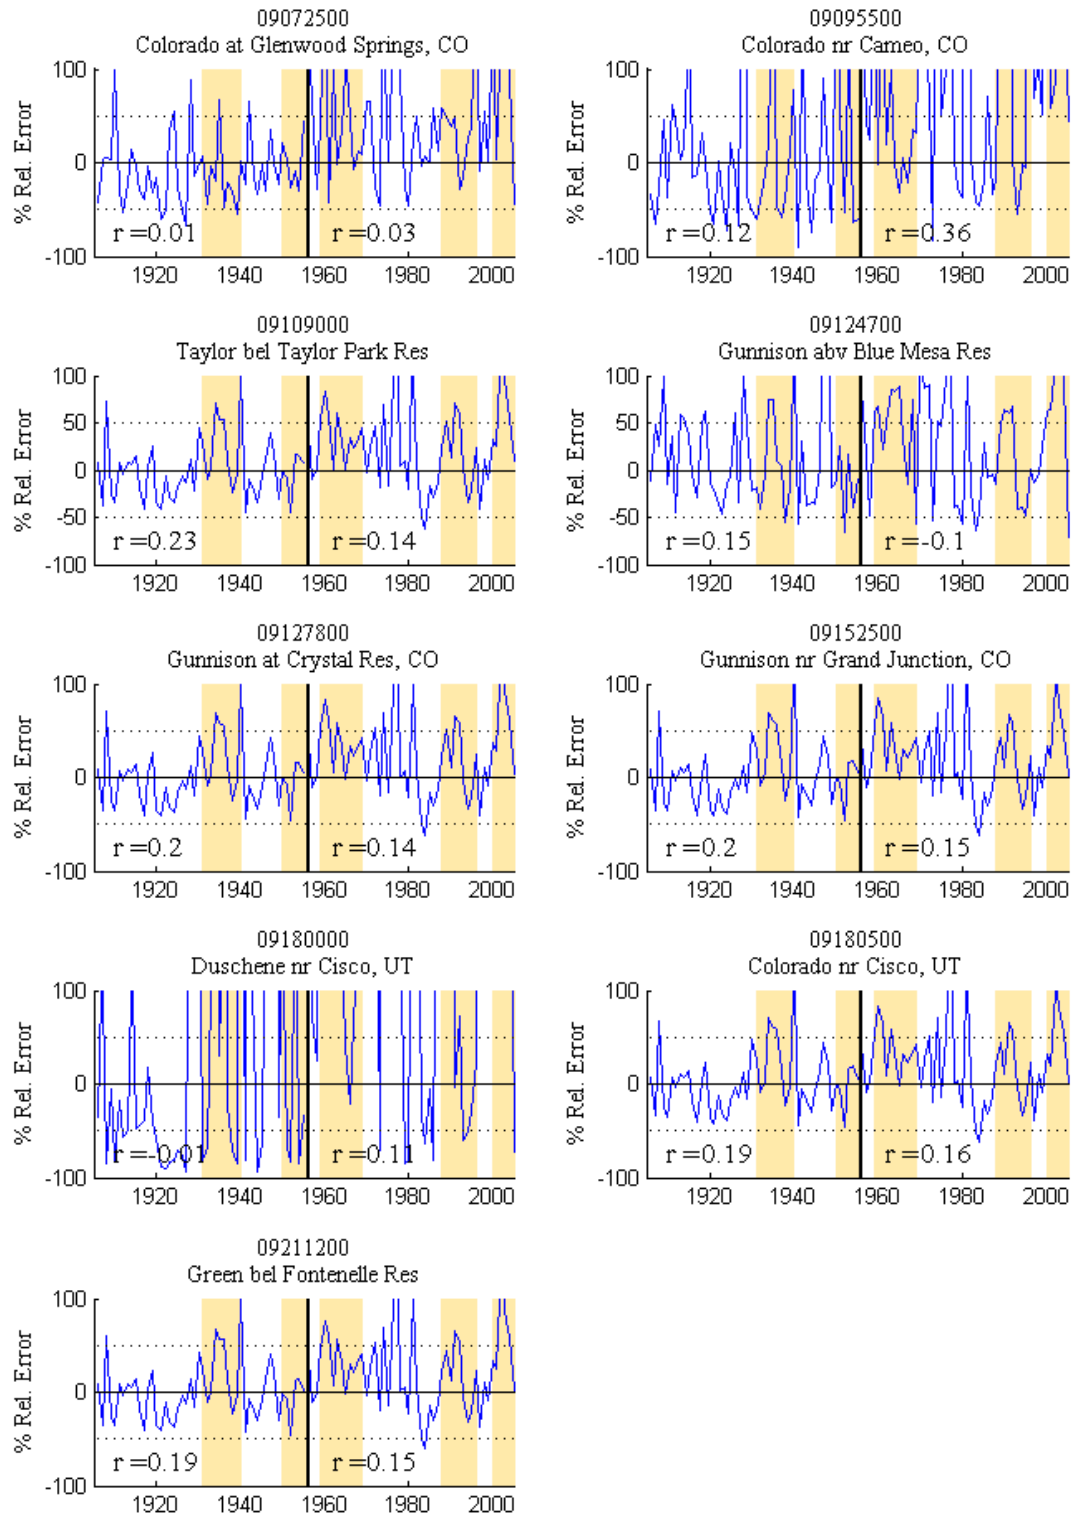 09072500
Colorado at Glenwood Springs, CO
100
0
-100
% Rel. Error
r =0.01
r =0.03
1920 1940 1960 1980 2000
09095500
Colorado nr Cameo, CO
100
0
-100
% Rel. Error
r =0.12
r =0.36
1920 1940 1960 1980 2000
09109000
Taylor bel Taylor Park Res
100
50
0
-50
-100
% Rel. Error
r =0.23
r =0.14
1920 1940 1960 1980 2000
09124700
Gunnison abv Blue Mesa Res
100
50
0
-50
-100
% Rel. Error
r =0.15
r =-0.1
1920 1940 1960 1980 2000
09127800
Gunnison at Crystal Res, CO
100
0
-100
% Rel. Error
r =0.2
r =0.14
1920 1940 1960 1980 2000
09152500
Gunnison nr Grand Junction, CO
100
0
-100
% Rel. Error
r =0.2
r =0.15
1920 1940 1960 1980 2000
09180000
Duschene nr Cisco, UT
100
0
-100
% Rel. Error
r =-0.01
r =0.11
1920 1940 1960 1980 2000
09180500
Colorado nr Cisco, UT
100
0
-100
% Rel. Error
r =0.19
r =0.16
1920 1940 1960 1980 2000
09211200
Green bel Fontenelle Res
100
0
-100
% Rel. Error
r =0.19
r =0.15
1920 1940 1960 1980 2000